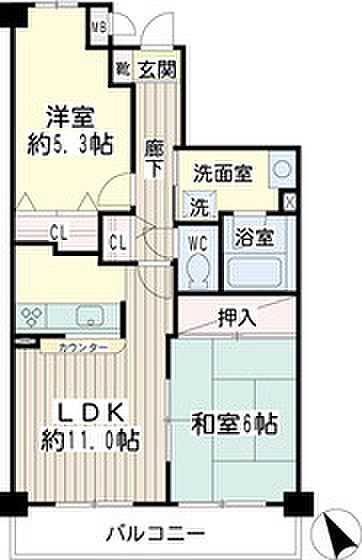 MB
靴
玄関
洋室
約5.3帖
廊
下
洗面室
洗
CL
CL
WC
浴室
押入
カウンター
LDK
約11.0帖
和室6帖
バルコニー